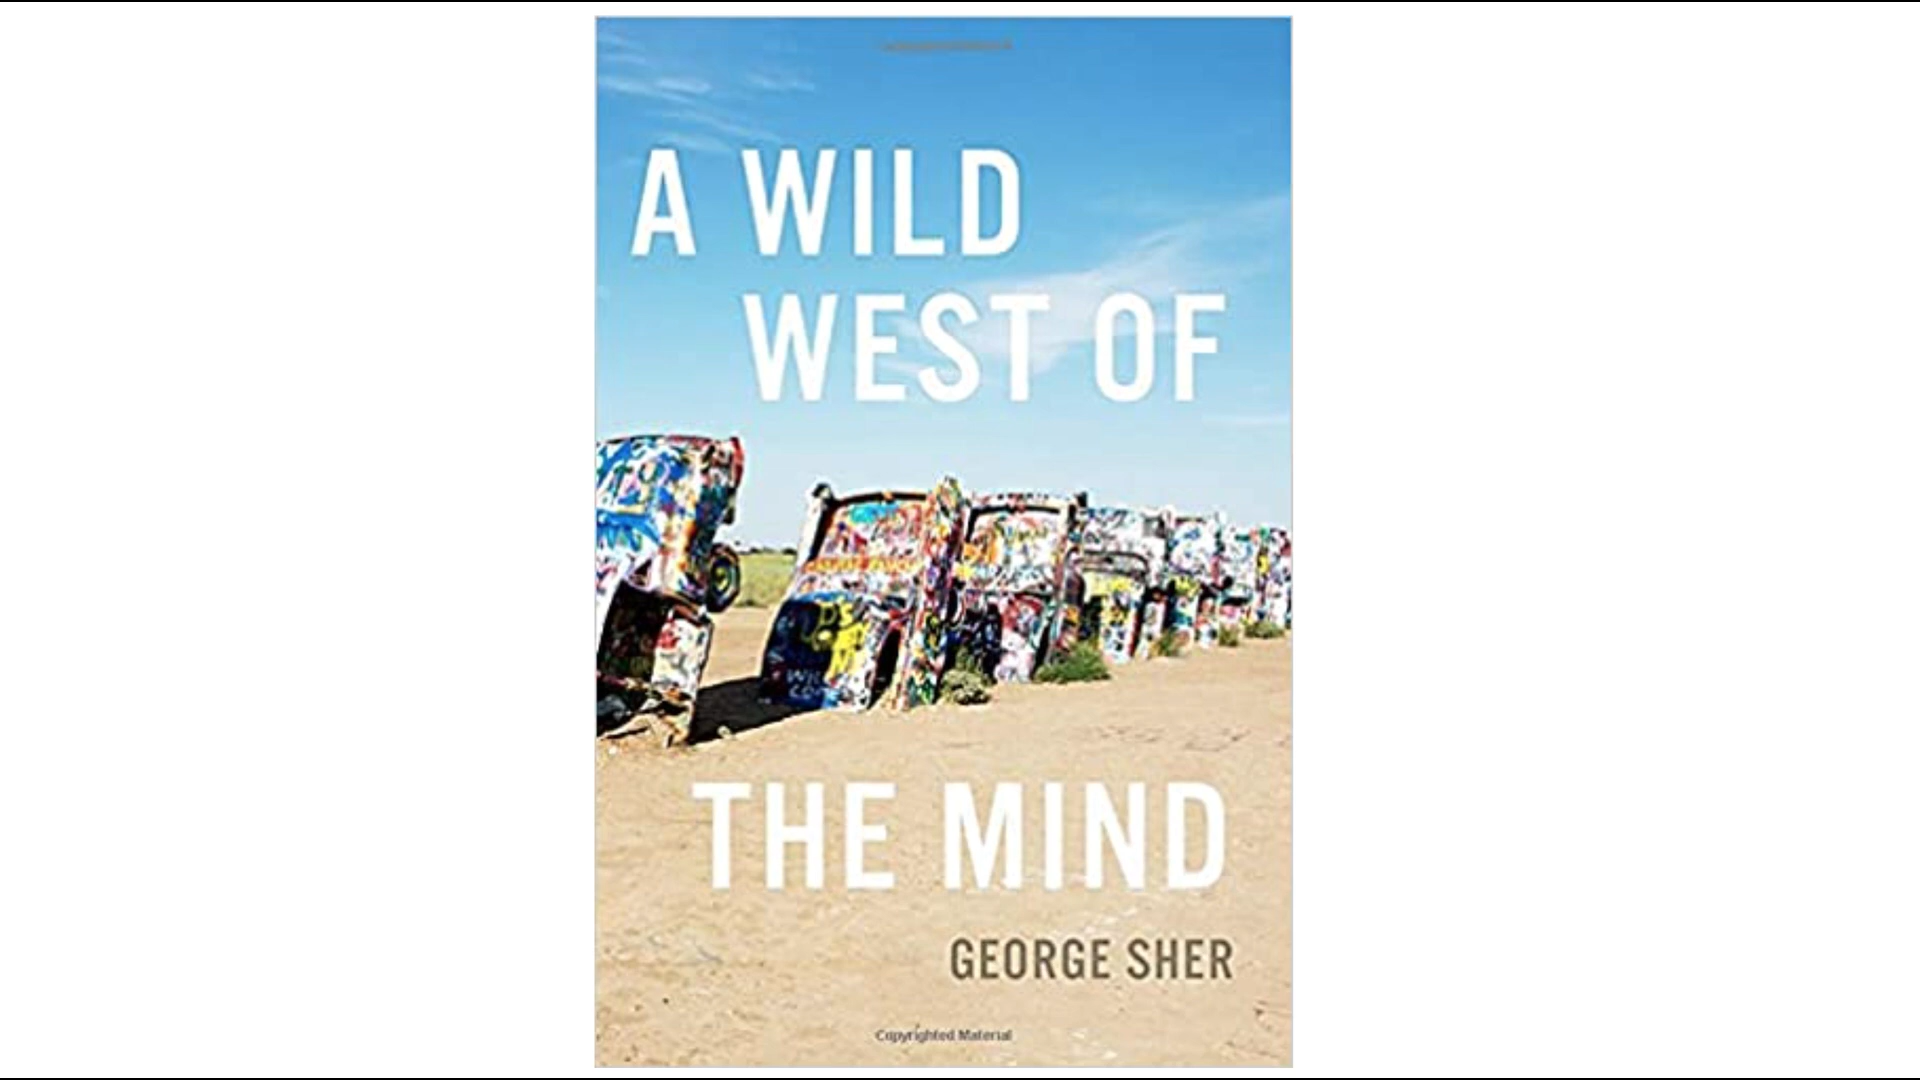 A WILD
WEST OF
THE MIND
GEORGE SHER
Copyrighted Material